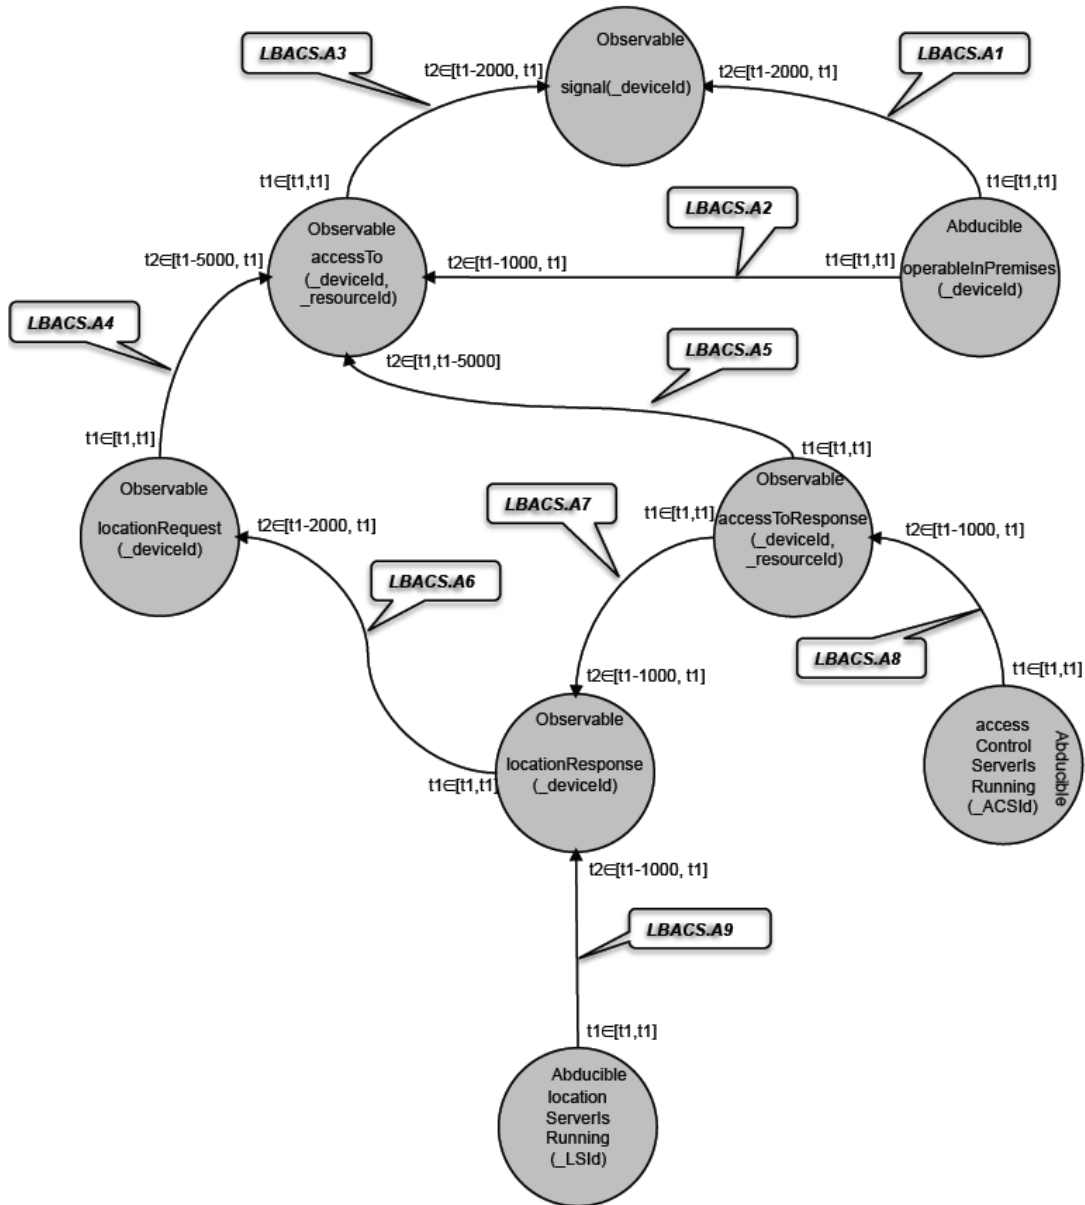 LBACS.A3
Observable
LBACS.A1
t2∈[t1-2000, t1]
t2∈[t1-2000, t1]
signal(_deviceId)
t1∈[t1,t1]
t1∈[t1,t1]
LBACS.A2
Observable
Abducible
t2∈[t1-5000, t1]
accessTo
(_deviceId,
_resourceId)
t2∈[t1-1000, t1]
t1∈[t1,t1]
operableInPremises
(_deviceId)
LBACS.A4
LBACS.A5
t2∈[t1,t1-5000]
t1∈[t1,t1]
t1∈[t1,t1]
Observable
locationRequest
(_deviceId)
t2∈[t1-2000, t1]
LBACS.A7
t1∈[t1,t1]
Observable
accessToResponse
(_deviceId,
_resourceId)
t2∈[t1-1000, t1]
LBACS.A6
LBACS.A8
t2∈[t1-1000, t1]
t1∈[t1,t1]
Observable
locationResponse
(_deviceId)
t1∈[t1,t1]
access
Control
ServerIs
Running
(_ACSId)
Abducible
t2∈[t1-1000, t1]
LBACS.A9
t1∈[t1,t1]
Abducible
location
ServerIs
Running
(_LSId)